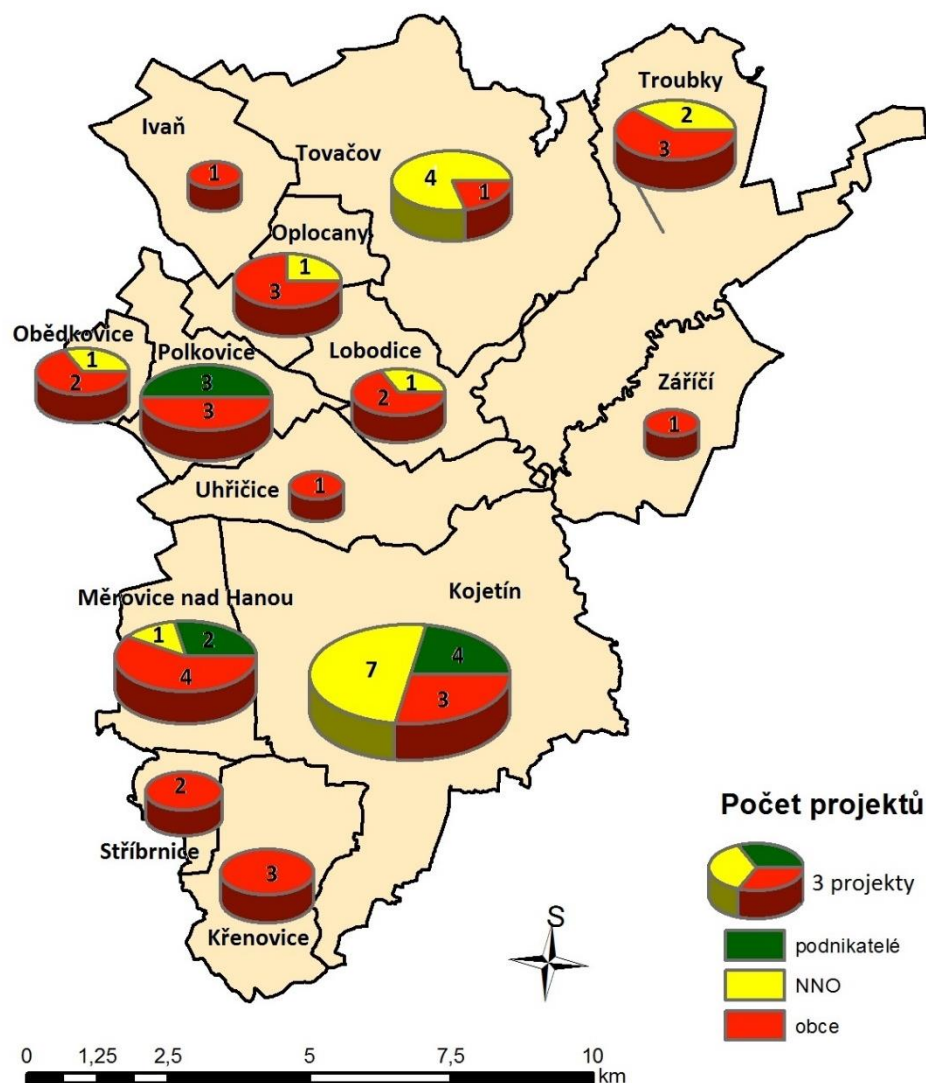 Troubky
2
3
Ivaň
1
Tovačov
4
1
Oplocany
1
3
Obědkovice
1
2
Polkovice
3
3
Lobodice
1
2
Záříčí
1
Uhřičice
1
Měrovice nad Hanou
1
2
4
Kojetín
7
4
3
2
Stříbrnice
3
Křenovice
S
Počet projektů
3 projekty
podnikatelé
NNO
obce
0 1,25 2,5 5 7,5 10
km